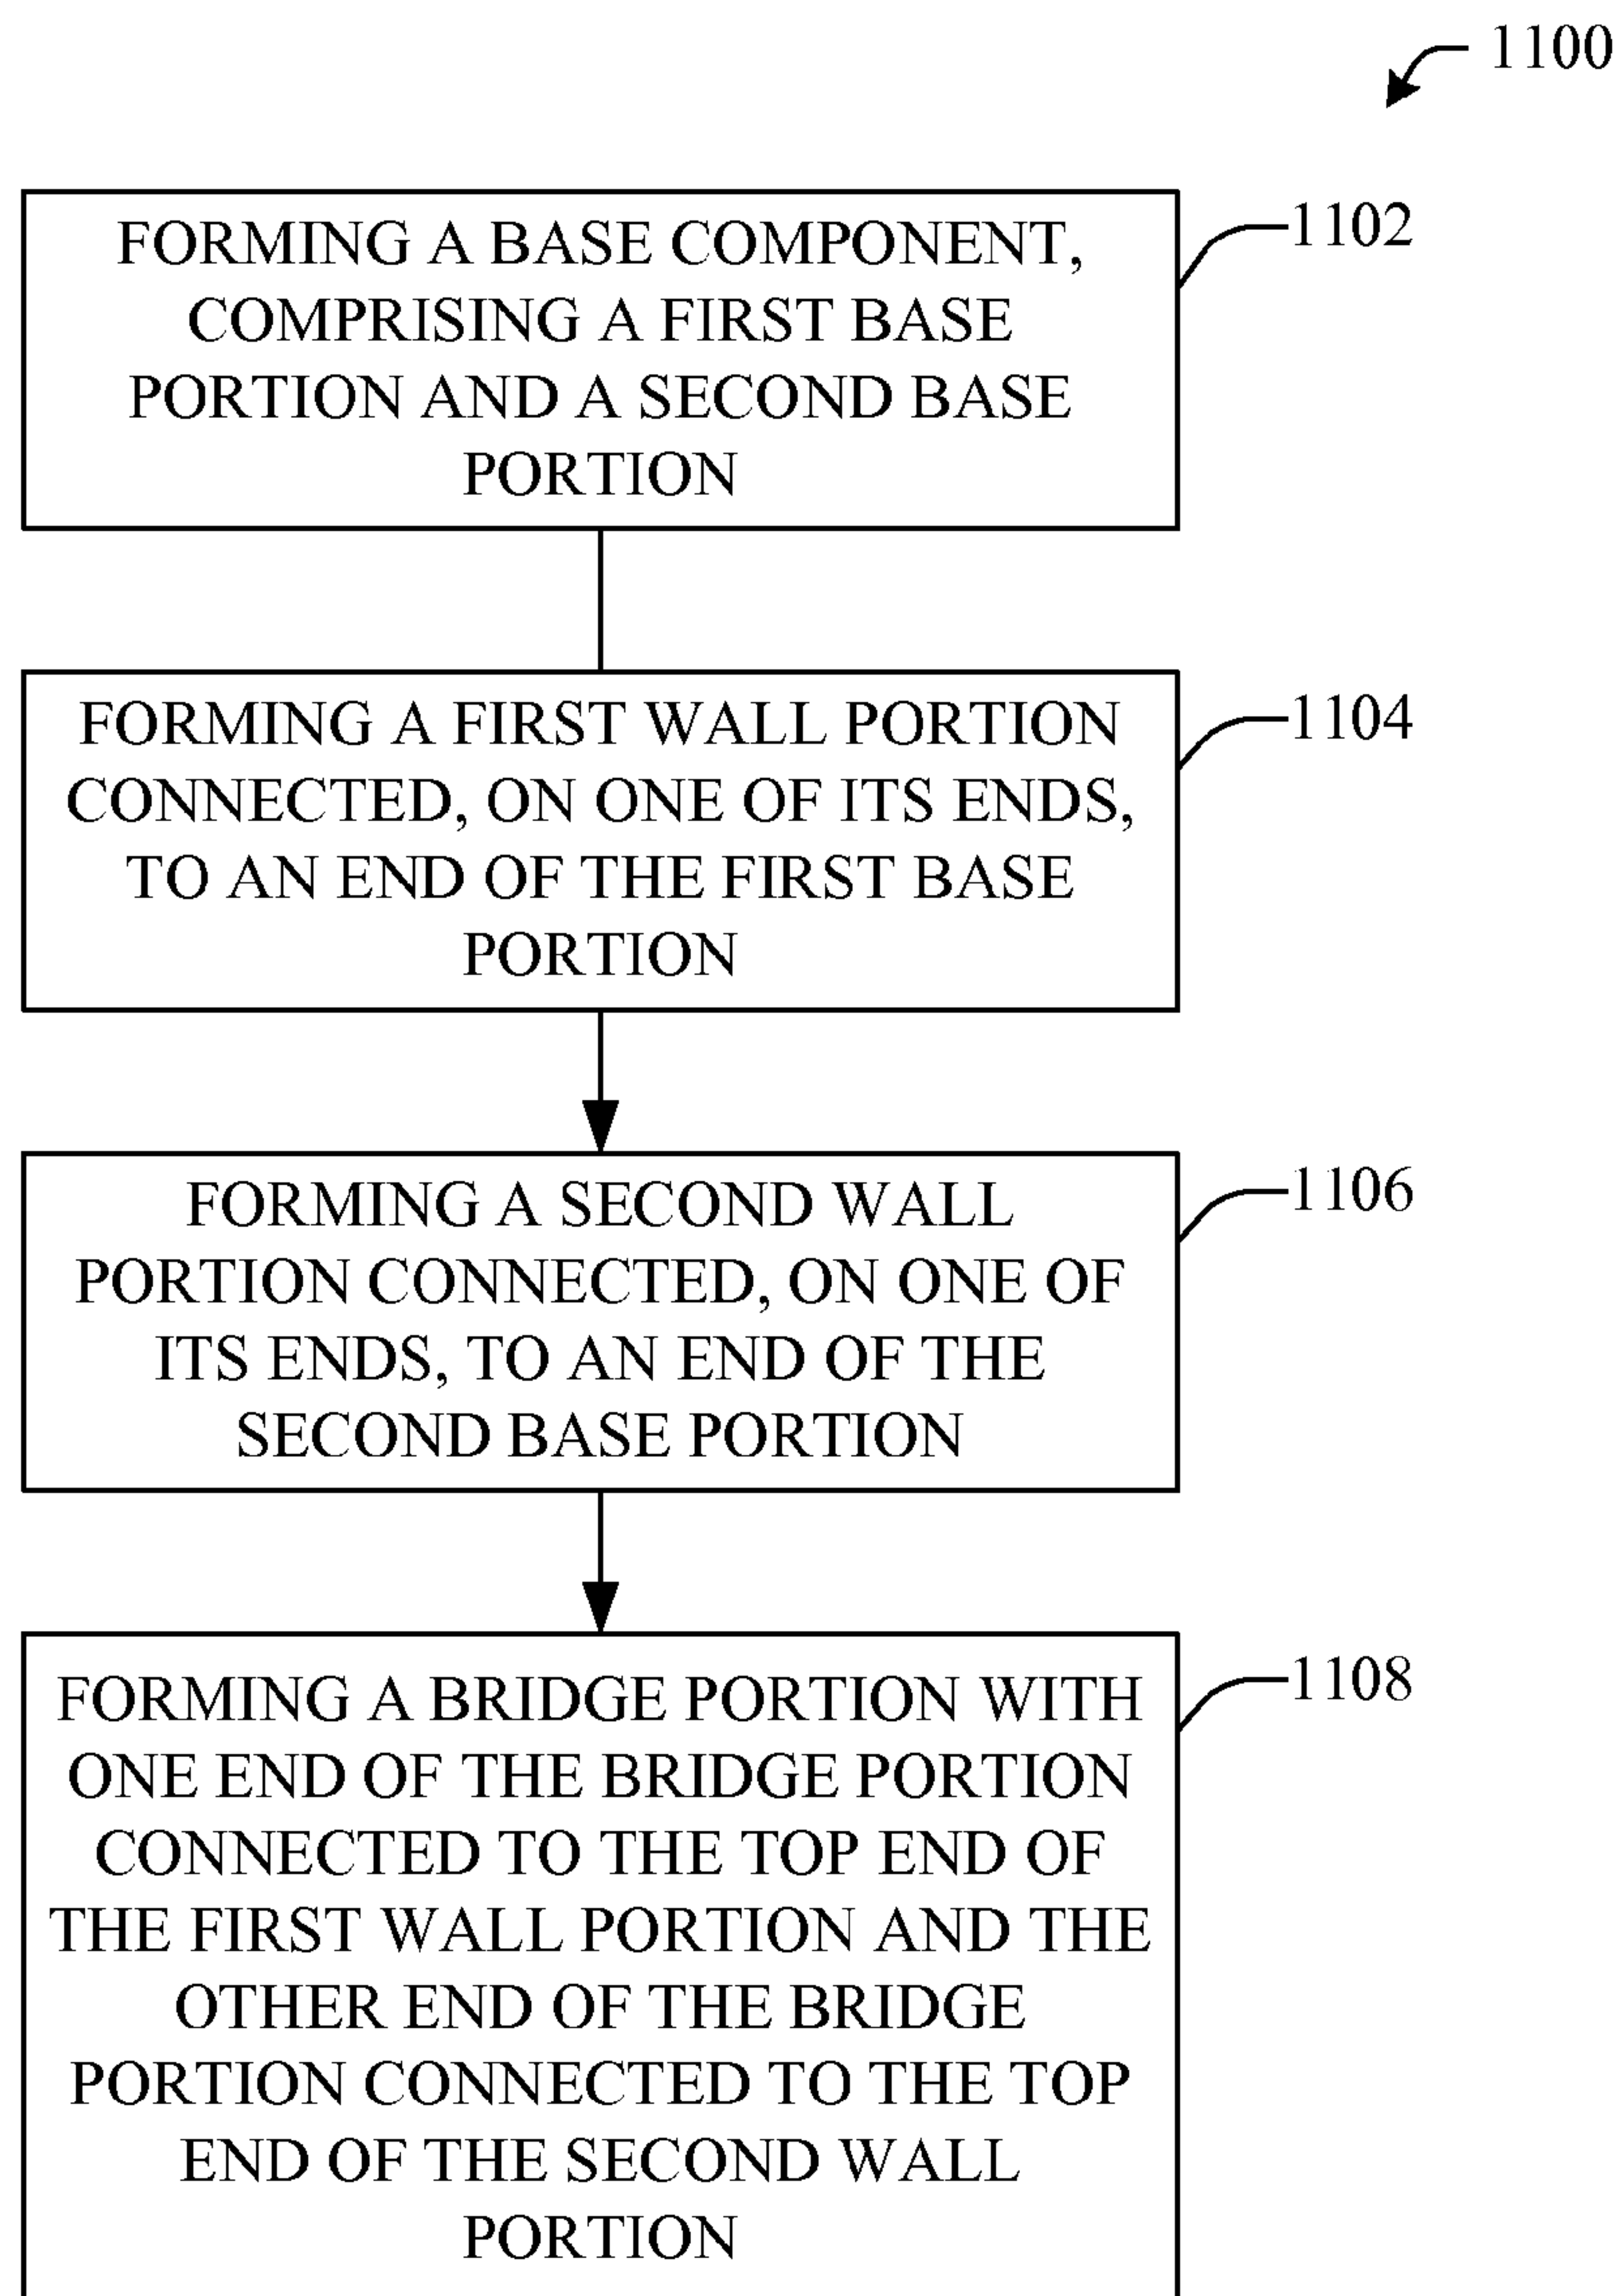 1100
FORMING A BASE COMPONENT,
COMPRISING A FIRST BASE
PORTION AND A SECOND BASE
PORTION
1102
FORMING A FIRST WALL PORTION
CONNECTED, ON ONE OF ITS ENDS,
TO AN END OF THE FIRST BASE
PORTION
1104
FORMING A SECOND WALL
PORTION CONNECTED, ON ONE OF
ITS ENDS, TO AN END OF THE
SECOND BASE PORTION
1106
FORMING A BRIDGE PORTION WITH
ONE END OF THE BRIDGE PORTION
CONNECTED TO THE TOP END OF
THE FIRST WALL PORTION AND THE
OTHER END OF THE BRIDGE
PORTION CONNECTED TO THE TOP
END OF THE SECOND WALL
PORTION
1108